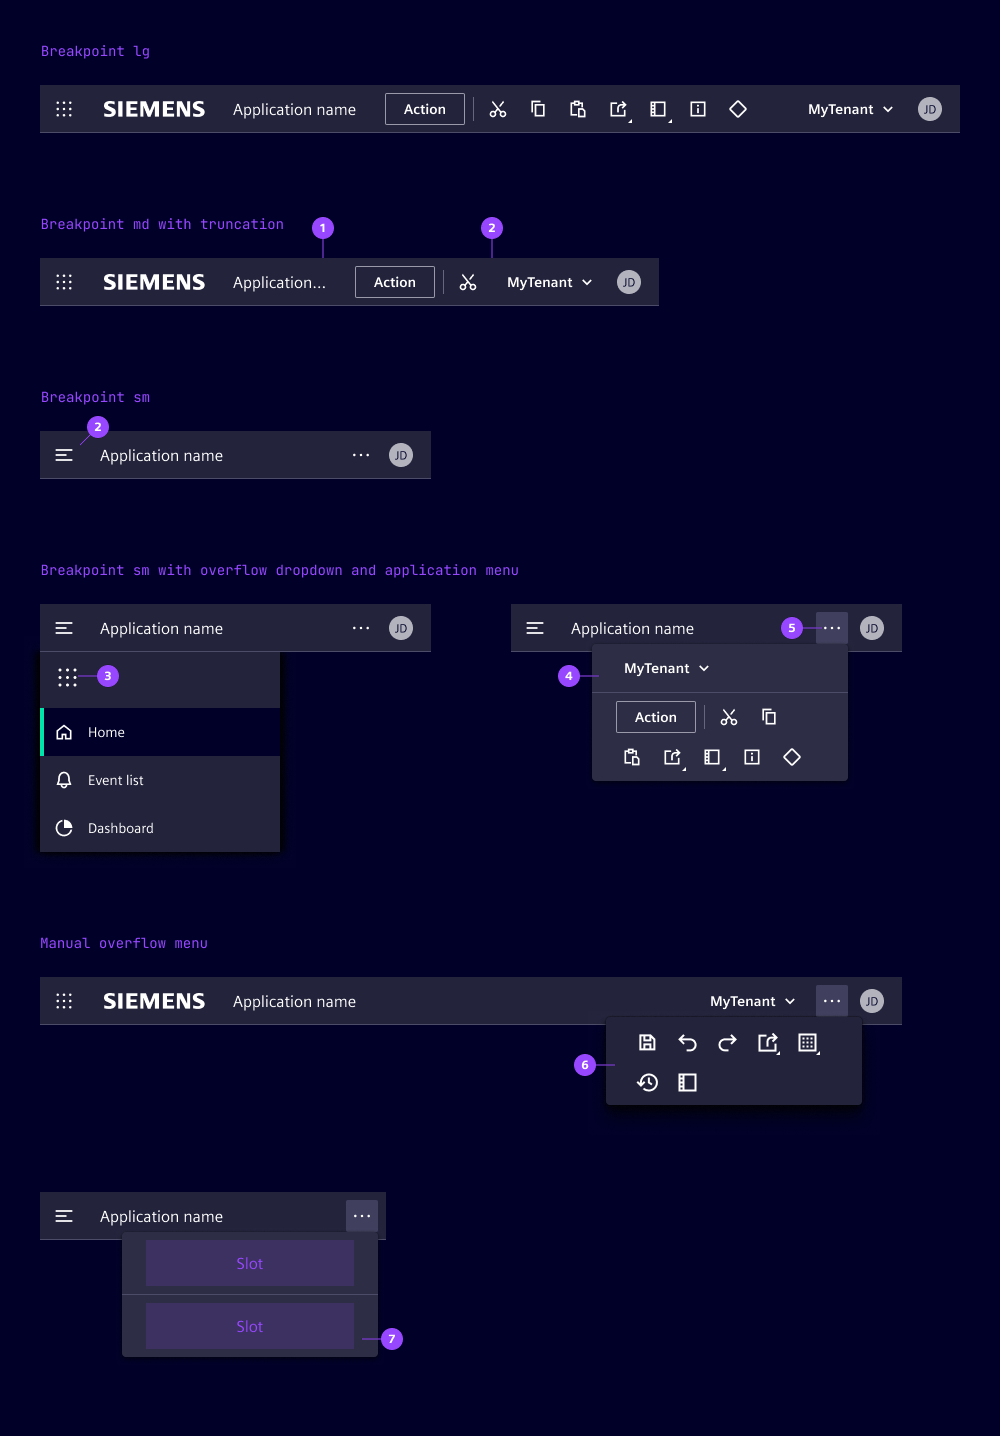 Breakpoint lg
SIEMENS Application name Action MyTenant JD
Breakpoint md with truncation 1 2
SIEMENS Application... Action MyTenant JD
Breakpoint sm
2
Application name JD
Breakpoint sm with overflow dropdown and application menu
Application name JD
3
Home
Event list
Dashboard
Application name 5 JD
4 MyTenant
Action
Manual overflow menu
SIEMENS Application name MyTenant JD
6
Application name
Slot
Slot
7